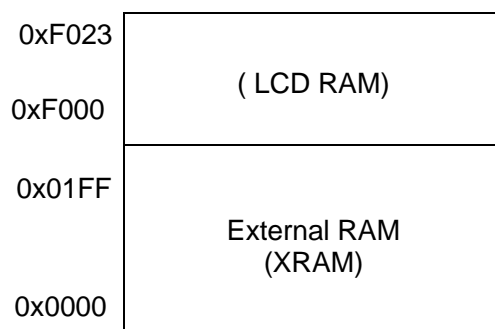 0xF023
( LCD RAM)
0xF000
0x01FF
External RAM
(XRAM)
0x0000